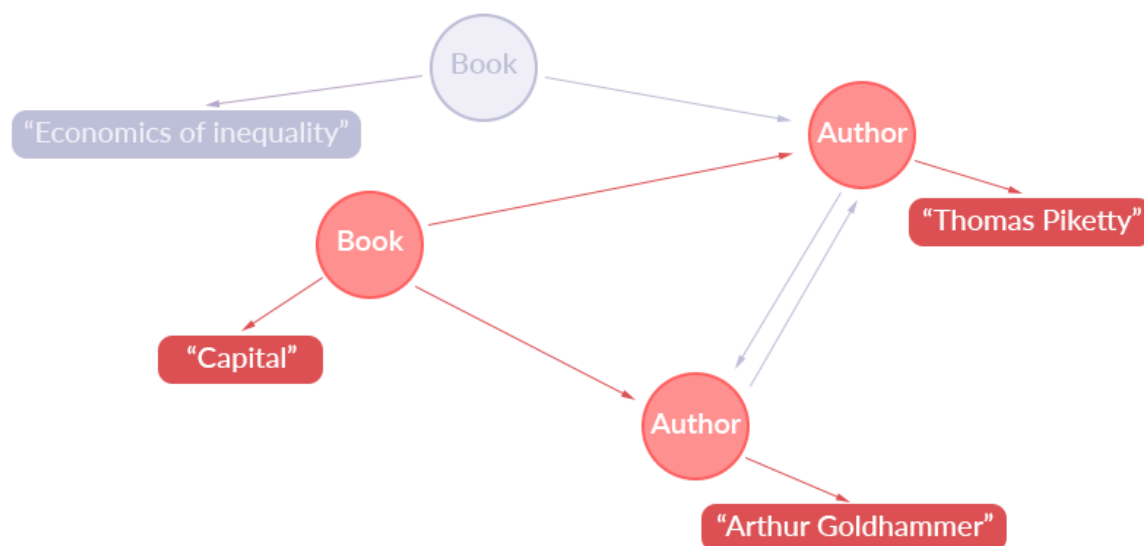 Book
“Economics of inequality”
Author
“Thomas Piketty”
Book
“Capital”
Author
“Arthur Goldhammer”